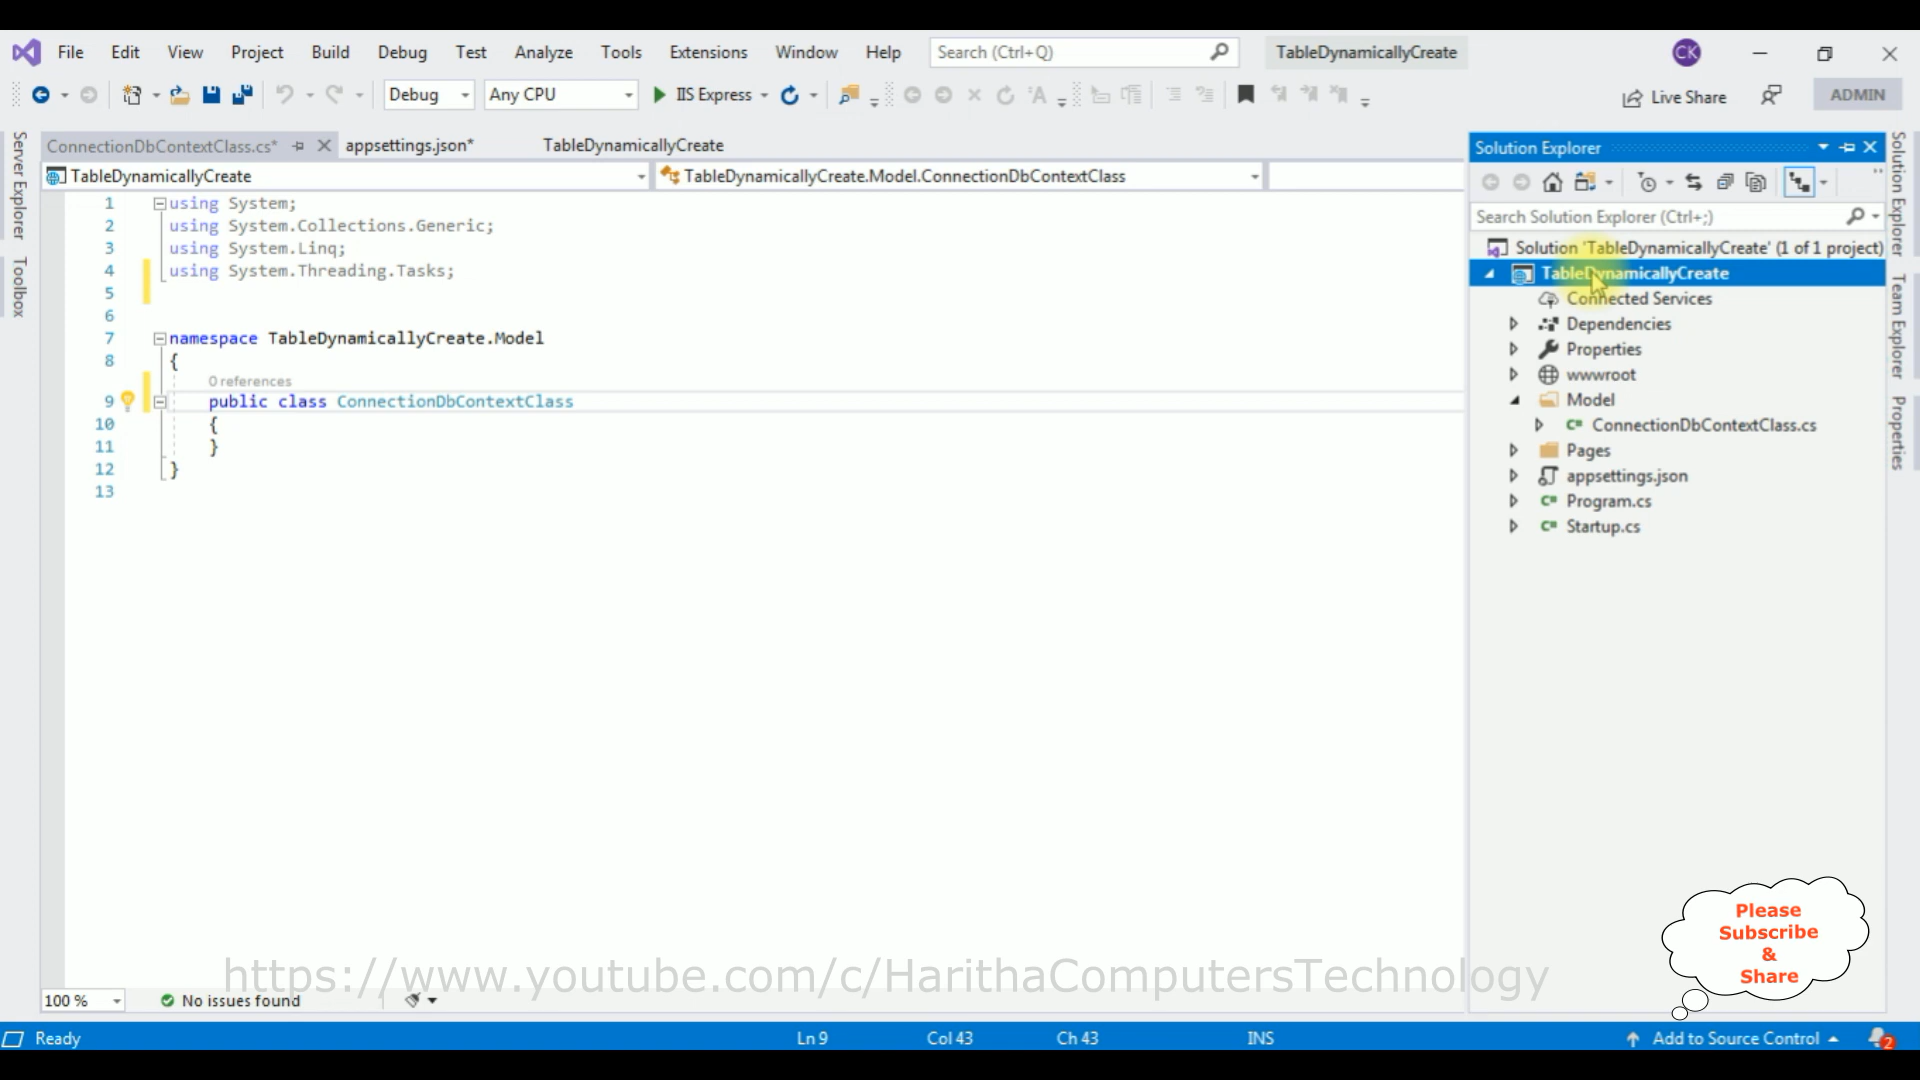 File Edit View Project Build Debug Test Analyze Tools Extensions Window Help Search (Ctrl+Q) TableDynamicallyCreate CK
Debug Any CPU IIS Express Live Share ADMIN
ConnectionDbContextClass.cs* appsettings.json* TableDynamicallyCreate
TableDynamicallyCreate TableDynamicallyCreate.Model.ConnectionDbContextClass
1 using System;
2 using System.Collections.Generic;
3 using System.Linq;
4 using System.Threading.Tasks;
5
6
7 namespace TableDynamicallyCreate.Model
8 {
0 references
9 public class ConnectionDbContextClass
10 {
11 }
12 }
13
Server Explorer
Toolbox
Solution Explorer
Search Solution Explorer (Ctrl+;)
Solution 'TableDynamicallyCreate' (1 of 1 project)
TableDynamicallyCreate
Connected Services
Dependencies
Properties
wwwroot
Model
C# ConnectionDbContextClass.cs
Pages
appsettings.json
C# Program.cs
C# Startup.cs
Solution Explorer
Team Explorer
Properties
Please
Subscribe
&
Share
https://www.youtube.com/c/HarithaComputersTechnology
100 % No issues found
Ready Ln 9 Col 43 Ch 43 INS Add to Source Control 2